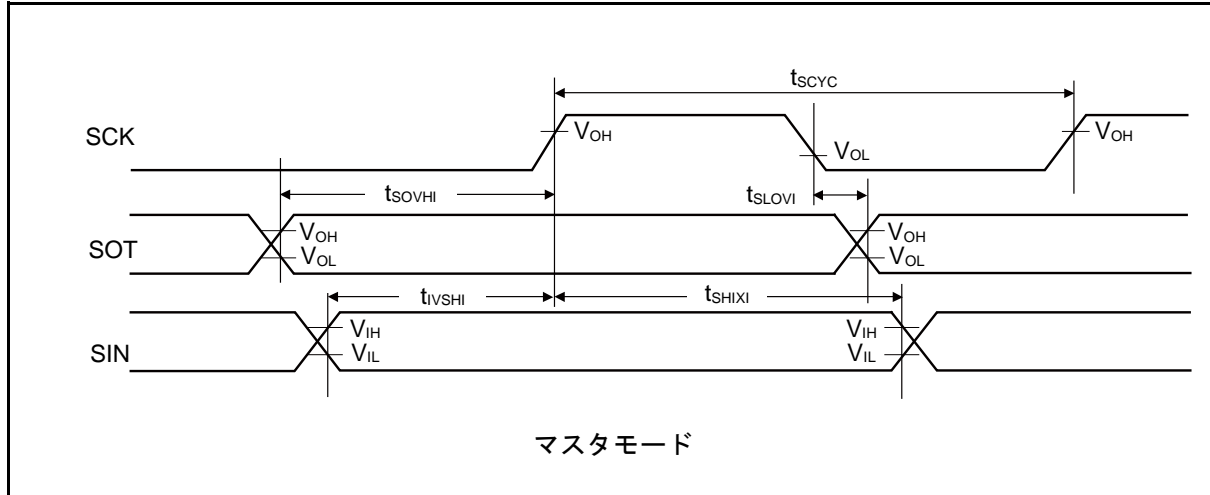 tSCYC
SCK
VOH
VOH
VOL
tSOVHI
tSLOVI
SOT
VOH
VOL
VOH
VOL
tIVSHI
tSHIXI
SIN
VIH
VIL
VIH
VIL
マスタモード